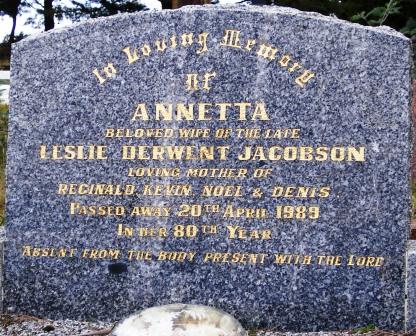 In Loving Memory
OF
ANNETTA
BELOVED WIFE OF THE LATE
LESLIE DERWENT JACOBSON
LOVING MOTHER OF
REGINALD, KEVIN, NOEL & DENIS.
PASSED AWAY 20TH APRIL 1989
IN HER 80TH YEAR
ABSENT FROM THE BODY, PRESENT WITH THE LORD